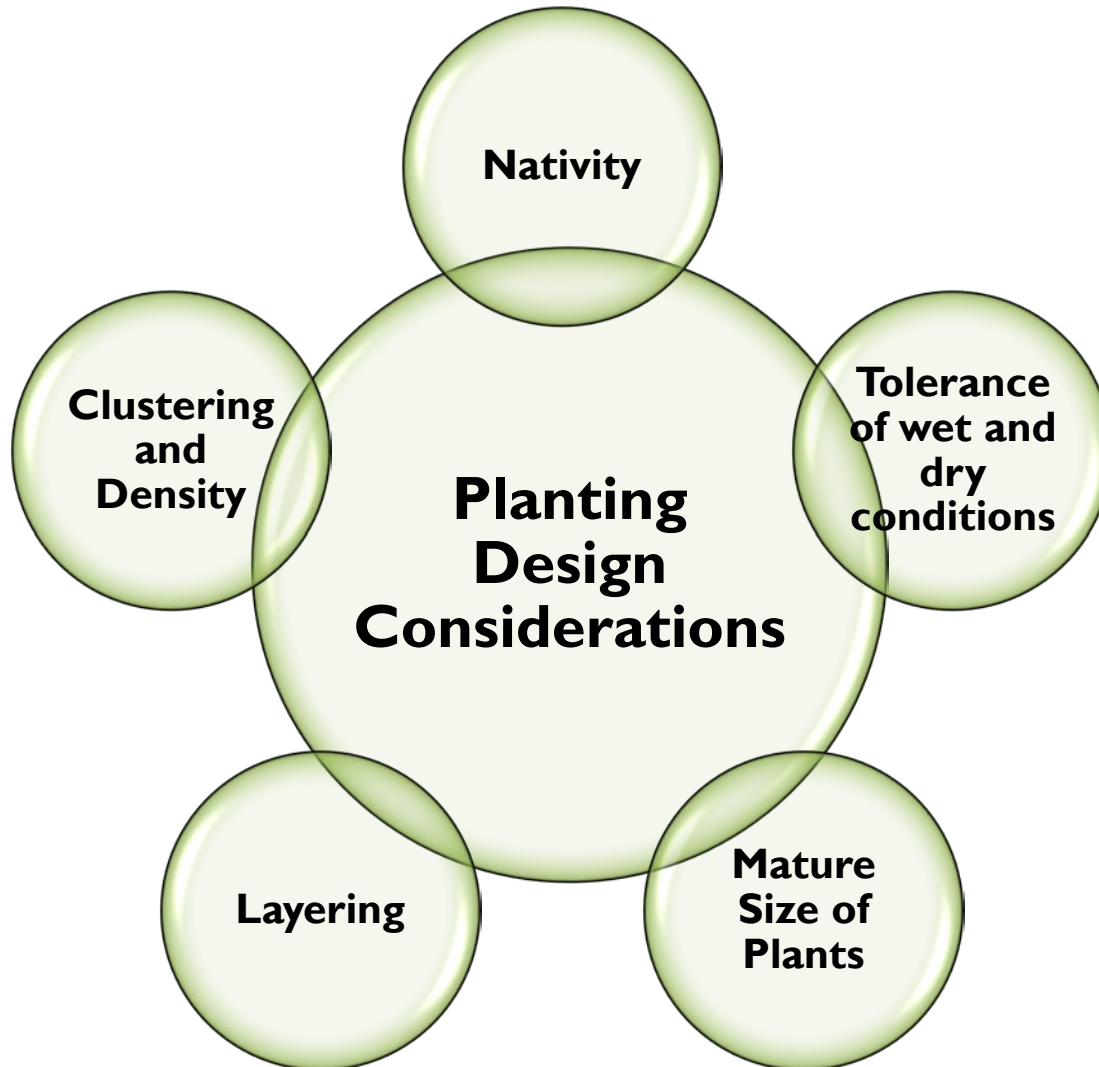 Nativity
Tolerance
of wet and
dry
conditions
Mature
Size of
Plants
Layering
Clustering
and
Density
Planting
Design
Considerations